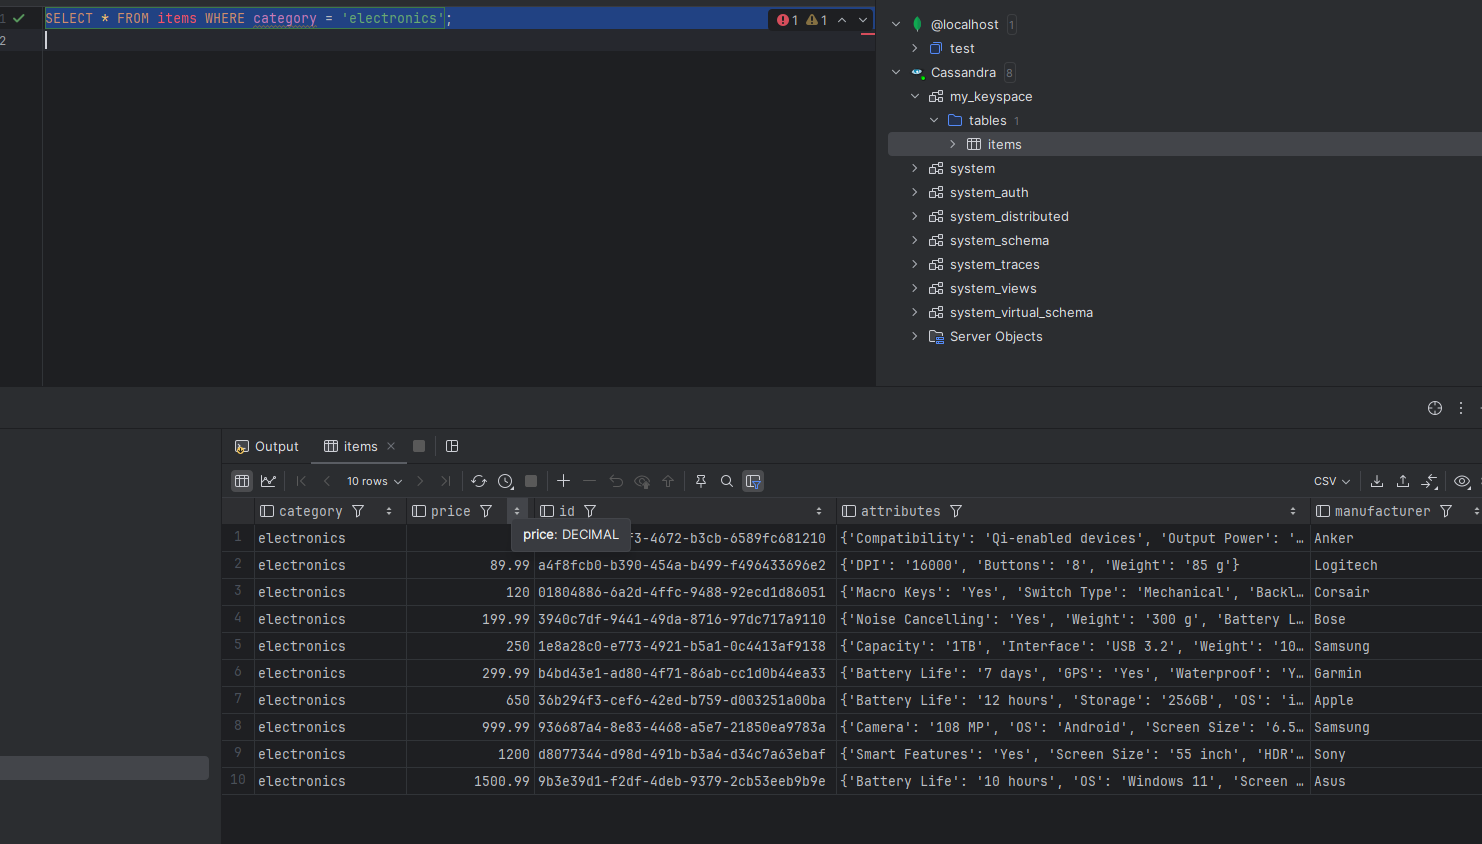 1 SELECT * FROM items WHERE category = 'electronics'; 1 1
2
@localhost 1
test
Cassandra 8
my_keyspace
tables 1
items
system
system_auth
system_distributed
system_schema
system_traces
system_views
system_virtual_schema
Server Objects
Output items
10 rows CSV
category price id attributes manufacturer
price: DECIMAL
1 electronics f3-4672-b3cb-6589fc681210 {'Compatibility': 'Qi-enabled devices', 'Output Power': '… Anker
2 electronics 89.99 a4f8fcb0-b390-454a-b499-f496433696e2 {'DPI': '16000', 'Buttons': '8', 'Weight': '85 g'} Logitech
3 electronics 120 01804886-6a2d-4ffc-9488-92ecd1d86051 {'Macro Keys': 'Yes', 'Switch Type': 'Mechanical', 'Backl… Corsair
4 electronics 199.99 3940c7df-9441-49da-8716-97dc717a9110 {'Noise Cancelling': 'Yes', 'Weight': '300 g', 'Battery L… Bose
5 electronics 250 1e8a28c0-e773-4921-b5a1-0c4413af9138 {'Capacity': '1TB', 'Interface': 'USB 3.2', 'Weight': '10… Samsung
6 electronics 299.99 b4bd43e1-ad80-4f71-86ab-cc1d0b44ea33 {'Battery Life': '7 days', 'GPS': 'Yes', 'Waterproof': 'Y… Garmin
7 electronics 650 36b294f3-cef6-42ed-b759-d003251a00ba {'Battery Life': '12 hours', 'Storage': '256GB', 'OS': 'i… Apple
8 electronics 999.99 936687a4-8e83-4468-a5e7-21850ea9783a {'Camera': '108 MP', 'OS': 'Android', 'Screen Size': '6.5… Samsung
9 electronics 1200 d8077344-d98d-491b-b3a4-d34c7a63ebaf {'Smart Features': 'Yes', 'Screen Size': '55 inch', 'HDR'… Sony
10 electronics 1500.99 9b3e39d1-f2df-4deb-9379-2cb53eeb9b9e {'Battery Life': '10 hours', 'OS': 'Windows 11', 'Screen … Asus